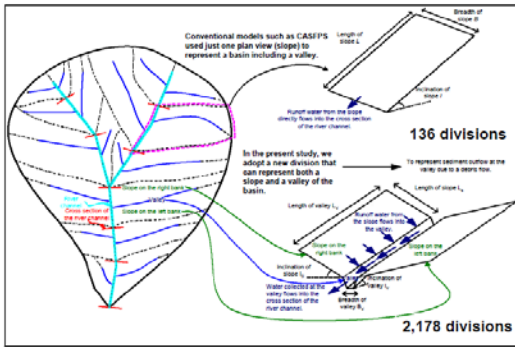 Conventional models such as CASFPS
used just one plan view (slope) to
represent a basin including a valley.
Length of
slope L
Breadth of
slope B
Inclination of
slope I
Runoff water from the slope
directly flows into the cross section
of the river channel.
136 divisions
In the present study, we
adopt a new division that
can represent both a
slope and a valley of the
basin.
To represent sediment outflow at the
valley due to a debris flow.
Slope on the right bank
Valley
Slope on the left bank
River
channel
Cross section of
the river channel
Length of valley
Length of slope
Runoff water from
the slope flows into
the valley.
Slope on the
right bank
Slope on the
left bank
Inclination of
slope
Inclination of
valley
Water collected at the
valley flows into the
cross section of the
river channel.
Breadth of
valley
2,178 divisions